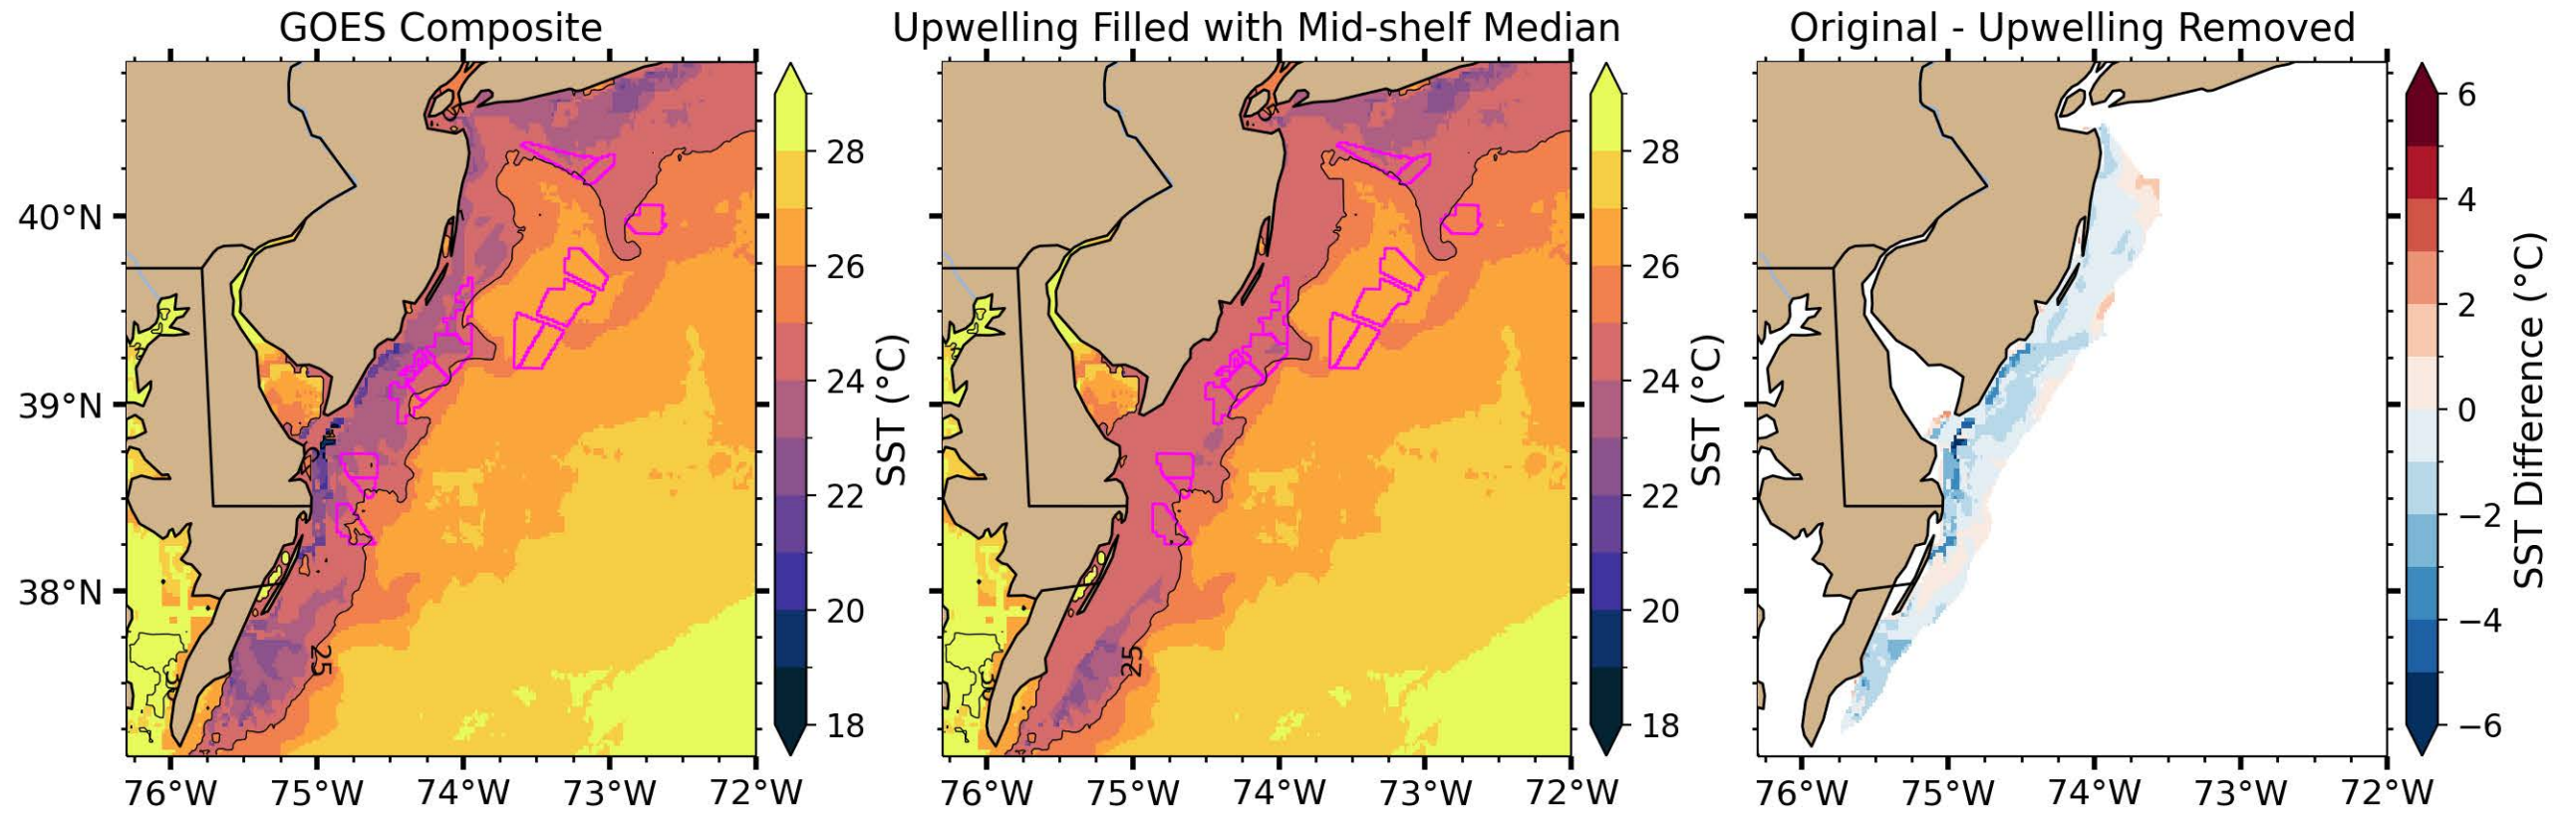 GOES Composite
Upwelling Filled with Mid-shelf Median
Original - Upwelling Removed
40°N
39°N
38°N
76°W 75°W 74°W 73°W 72°W
25
28
26
24
22
20
18
SST (°C)
76°W 75°W 74°W 73°W 72°W
25
28
26
24
22
20
18
SST (°C)
76°W 75°W 74°W 73°W 72°W
6
4
2
0
−2
−4
−6
SST Difference (°C)